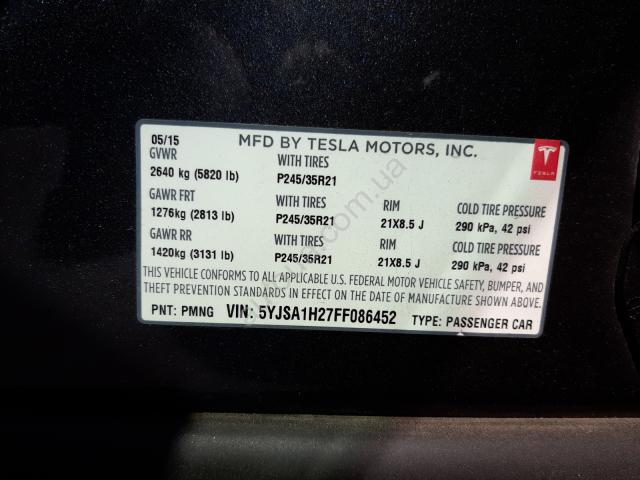 05/15 MFD BY TESLA MOTORS, INC.
GVWR WITH TIRES
2640 kg (5820 lb) P245/35R21
GAWR FRT WITH TIRES RIM COLD TIRE PRESSURE
1276kg (2813 lb) P245/35R21 21X8.5 J 290 kPa, 42 psi
GAWR RR WITH TIRES RIM COLD TIRE PRESSURE
1420kg (3131 lb) P245/35R21 21X8.5 J 290 kPa, 42 psi
THIS VEHICLE CONFORMS TO ALL APPLICABLE U.S. FEDERAL MOTOR VEHICLE SAFETY, BUMPER, AND
THEFT PREVENTION STANDARDS IN EFFECT ON THE DATE OF MANUFACTURE SHOWN ABOVE.
PNT: PMNG VIN: 5YJSA1H27FF086452 TYPE: PASSENGER CAR
TESLA